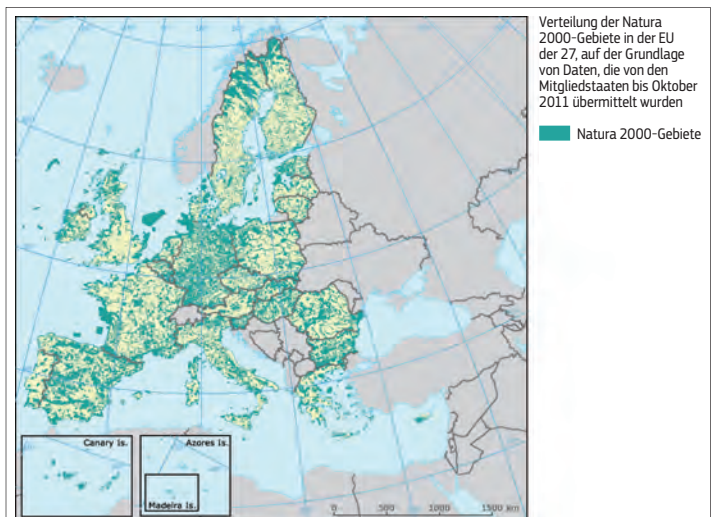 Verteilung der Natura
2000-Gebiete in der EU
der 27, auf der Grundlage
von Daten, die von den
Mitgliedstaaten bis Oktober
2011 übermittelt wurden
Natura 2000-Gebiete
Canary Is.
Azores Is.
Madeira Is.
0 500 1000 1500 km